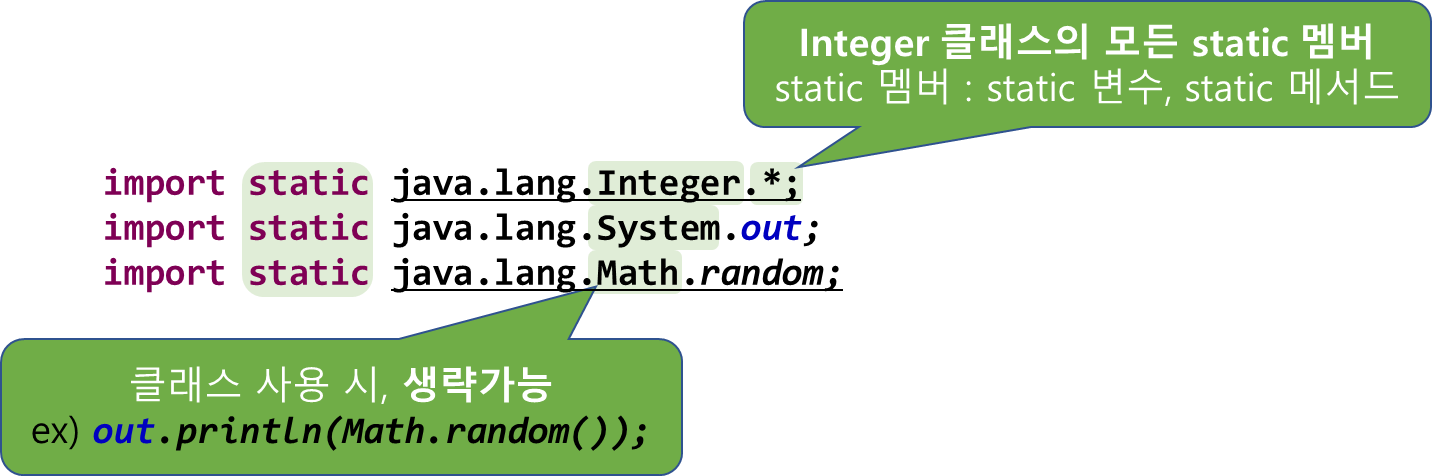 Integer 클래스의 모든 static 멤버
static 멤버 : static 변수, static 메서드
import static java.lang.Integer.*;
import static java.lang.System.out;
import static java.lang.Math.random;
클래스 사용 시, 생략가능
ex) out.println(Math.random());